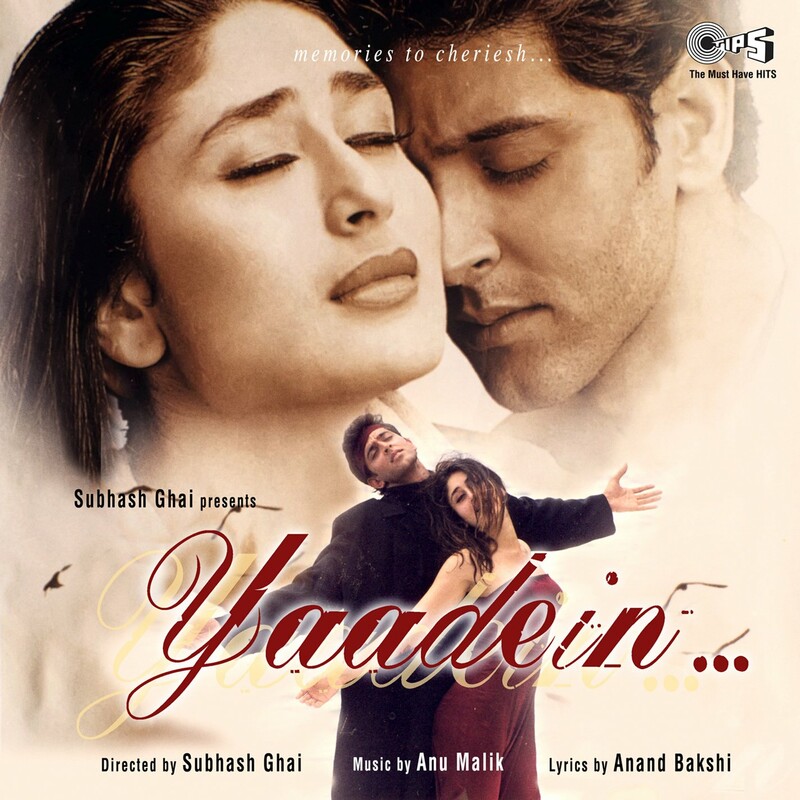 memories to cheriesh...
TIPS
The Must Have HITS
Subhash Ghai presents
Yaadein...
Directed by Subhash Ghai
Music by Anu Malik
Lyrics by Anand Bakshi